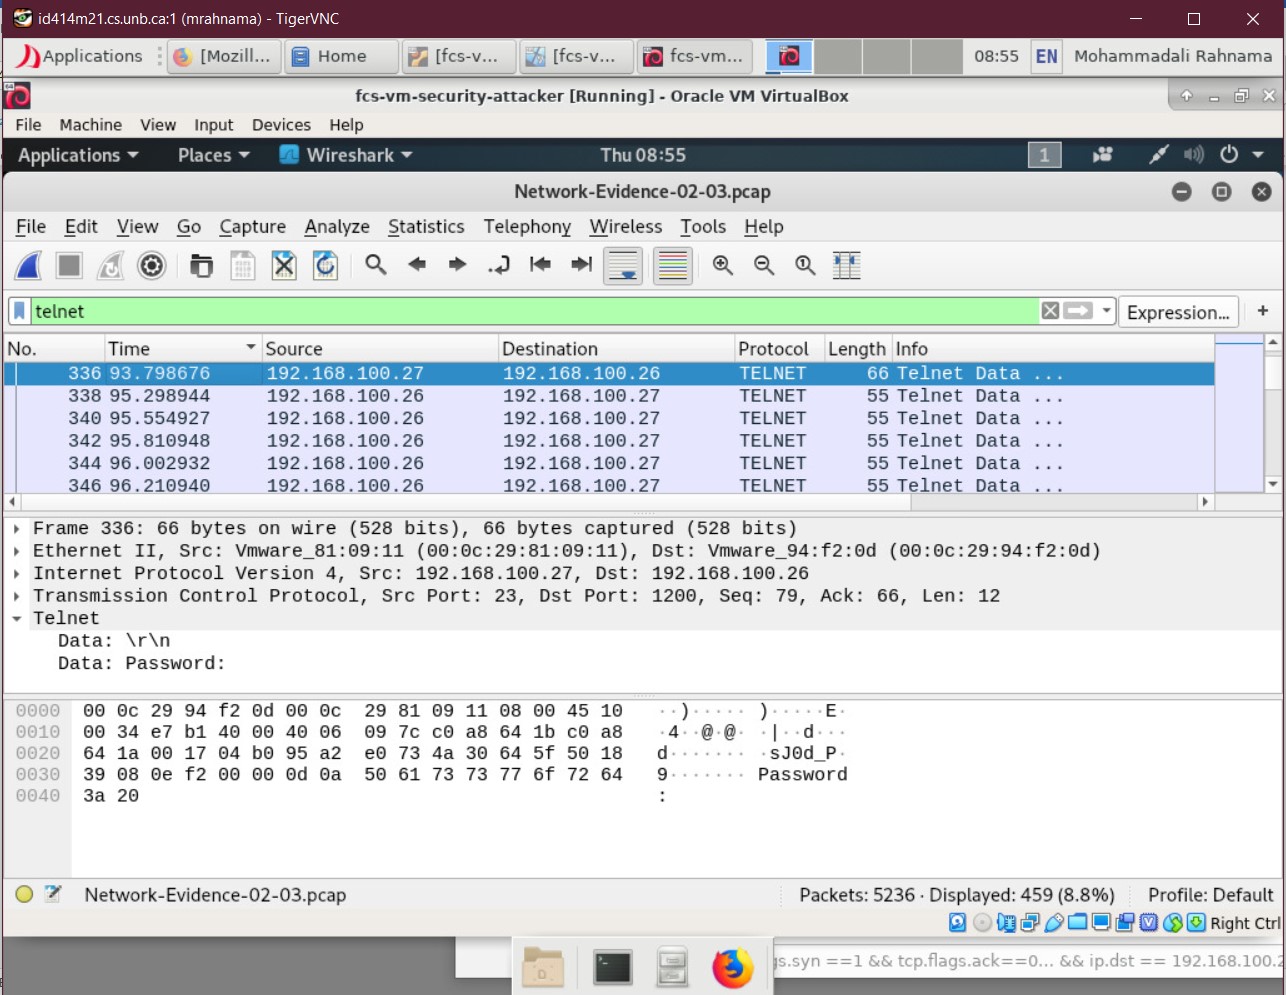 id414m21.cs.unb.ca:1 (mrahnama) - TigerVNC
Applications [Mozill... Home [fcs-v... [fcs-v... fcs-vm... 08:55 EN Mohammadali Rahnama
fcs-vm-security-attacker [Running] - Oracle VM VirtualBox
File Machine View Input Devices Help
Applications Places Wireshark Thu 08:55 1
Network-Evidence-02-03.pcap
File Edit View Go Capture Analyze Statistics Telephony Wireless Tools Help
telnet Expression... +
No. Time Source Destination Protocol Length Info
336 93.798676 192.168.100.27 192.168.100.26 TELNET 66 Telnet Data ...
338 95.298944 192.168.100.26 192.168.100.27 TELNET 55 Telnet Data ...
340 95.554927 192.168.100.26 192.168.100.27 TELNET 55 Telnet Data ...
342 95.810948 192.168.100.26 192.168.100.27 TELNET 55 Telnet Data ...
344 96.002932 192.168.100.26 192.168.100.27 TELNET 55 Telnet Data ...
346 96.210940 192.168.100.26 192.168.100.27 TELNET 55 Telnet Data ...
Frame 336: 66 bytes on wire (528 bits), 66 bytes captured (528 bits)
Ethernet II, Src: Vmware_81:09:11 (00:0c:29:81:09:11), Dst: Vmware_94:f2:0d (00:0c:29:94:f2:0d)
Internet Protocol Version 4, Src: 192.168.100.27, Dst: 192.168.100.26
Transmission Control Protocol, Src Port: 23, Dst Port: 1200, Seq: 79, Ack: 66, Len: 12
Telnet
Data: \r\n
Data: Password:
0000 00 0c 29 94 f2 0d 00 0c 29 81 09 11 08 00 45 10 ··)····· )·····E·
0010 00 34 e7 b1 40 00 40 06 09 7c c0 a8 64 1b c0 a8 ·4··@·@· ·|··d···
0020 64 1a 00 17 04 b0 95 a2 e0 73 4a 30 64 5f 50 18 d······· ·sJ0d_P·
0030 39 08 0e f2 00 00 0d 0a 50 61 73 73 77 6f 72 64 9······· Password
0040 3a 20 :
Network-Evidence-02-03.pcap Packets: 5236 · Displayed: 459 (8.8%) Profile: Default
Right Ctrl
gs.syn ==1 && tcp.flags.ack==0... && ip.dst == 192.168.100.2